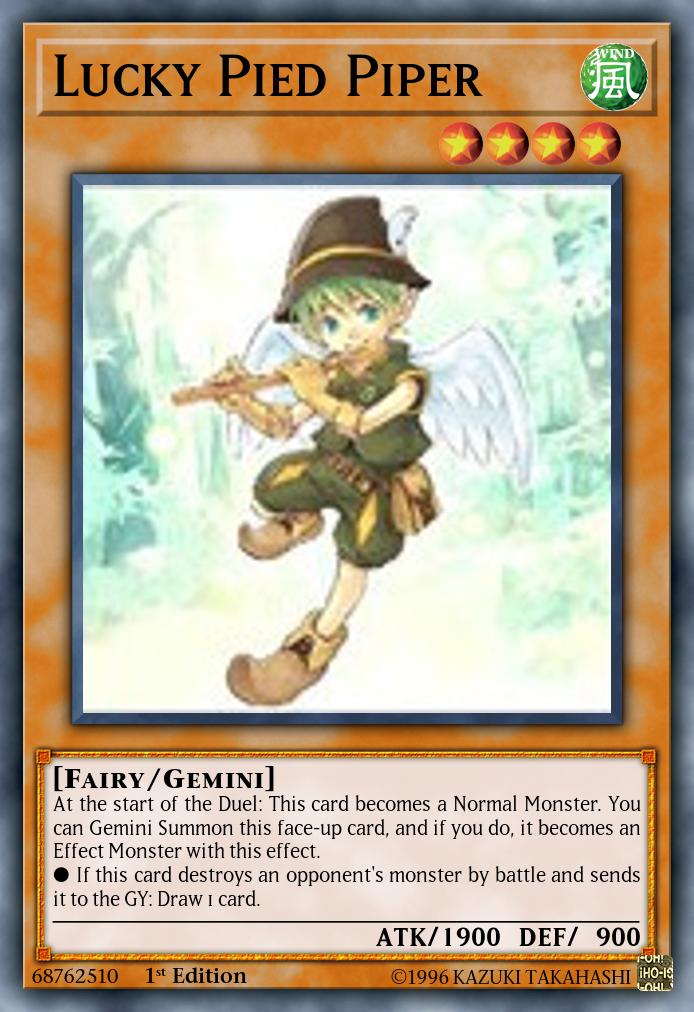 Lucky Pied Piper
WIND
風
[Fairy/Gemini]
At the start of the Duel: This card becomes a Normal Monster. You
can Gemini Summon this face-up card, and if you do, it becomes an
Effect Monster with this effect.
● If this card destroys an opponent's monster by battle and sends
it to the GY: Draw 1 card.
ATK/1900 DEF/ 900
68762510 1st Edition ©1996 KAZUKI TAKAHASHI